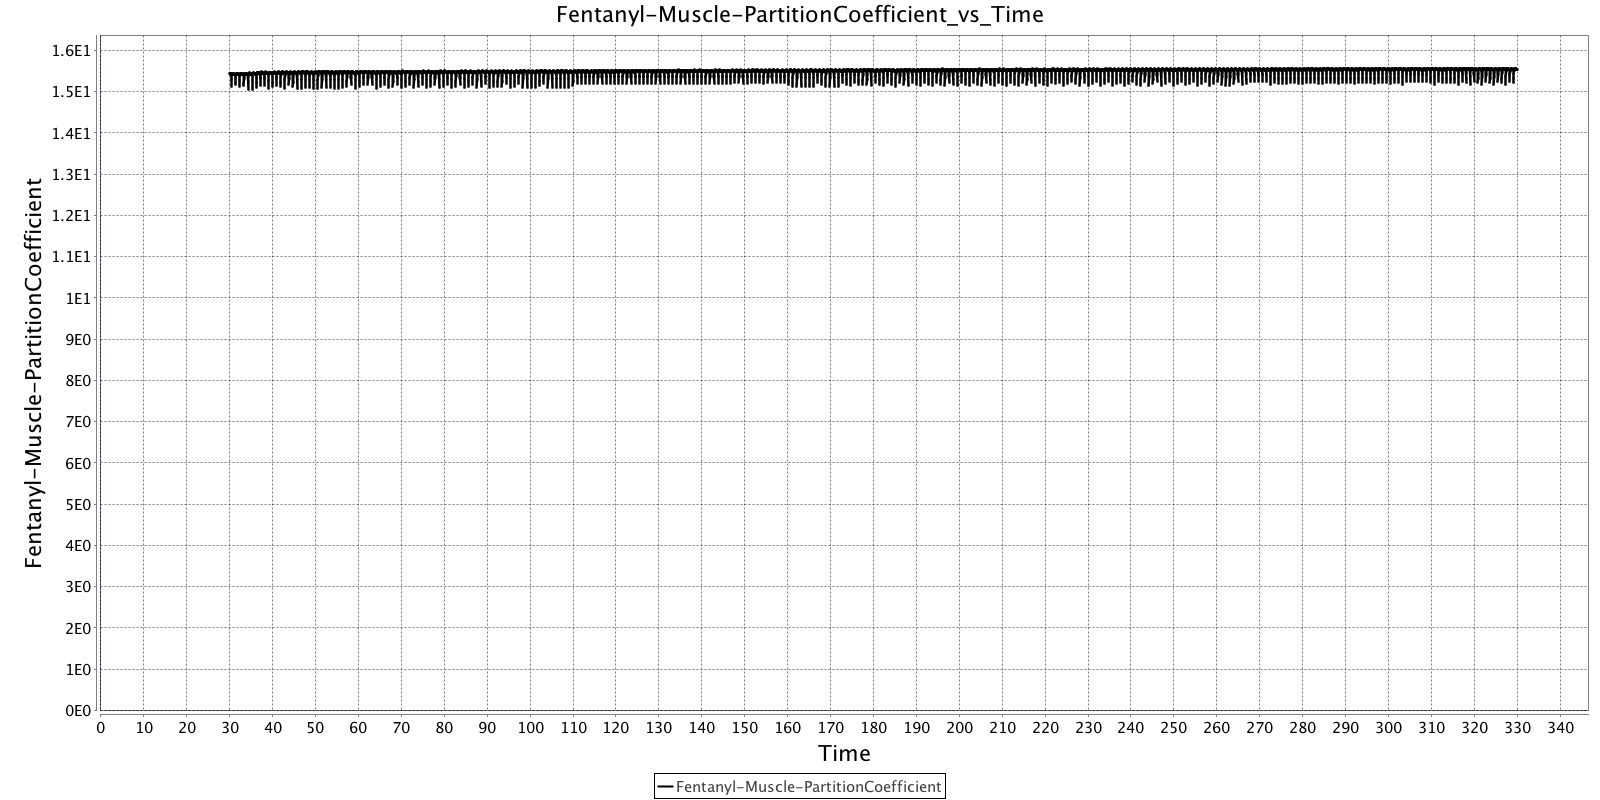 Fentanyl-Muscle-PartitionCoefficient_vs_Time
Fentanyl-Muscle-PartitionCoefficient
1.6E1
1.5E1
1.4E1
1.3E1
1.2E1
1.1E1
1E1
9E0
8E0
7E0
6E0
5E0
4E0
3E0
2E0
1E0
0E0
0 10 20 30 40 50 60 70 80 90 100 110 120 130 140 150 160 170 180 190 200 210 220 230 240 250 260 270 280 290 300 310 320 330 340
Time
Fentanyl-Muscle-PartitionCoefficient